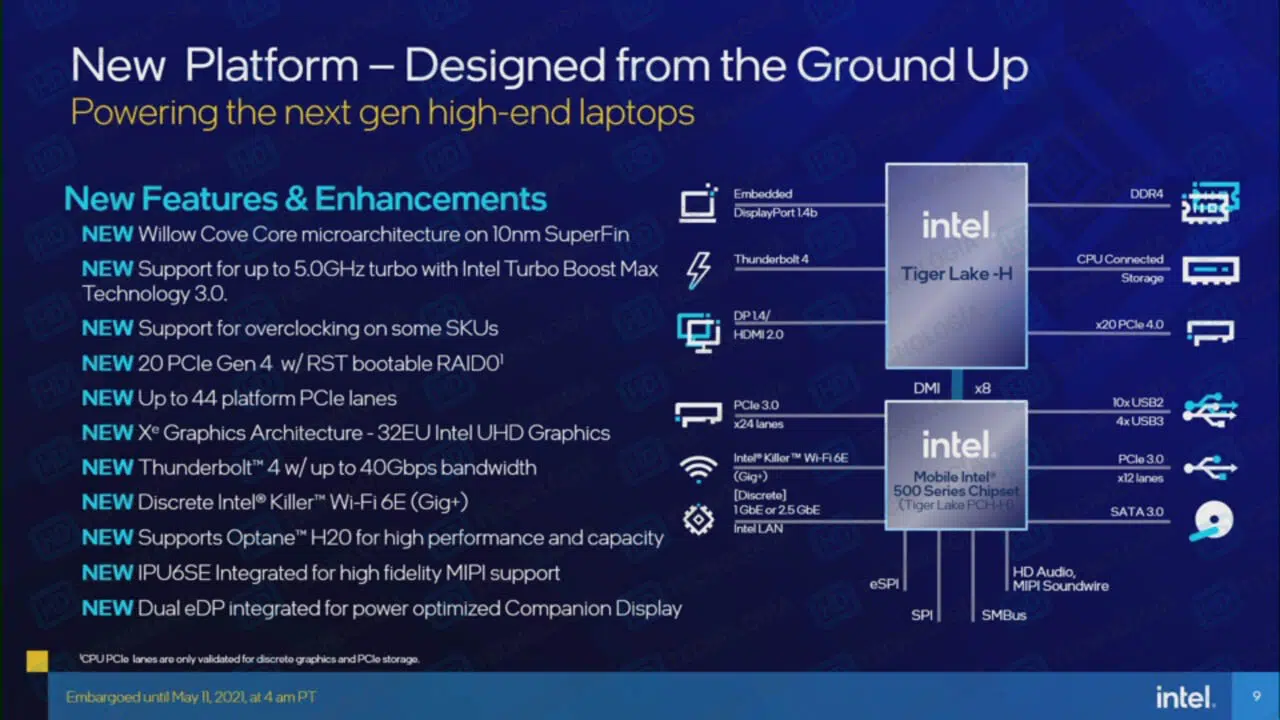 New Platform – Designed from the Ground Up
Powering the next gen high-end laptops
New Features & Enhancements
NEW Willow Cove Core microarchitecture on 10nm SuperFin
NEW Support for up to 5.0GHz turbo with Intel Turbo Boost Max
Technology 3.0.
NEW Support for overclocking on some SKUs
NEW 20 PCIe Gen 4 w/ RST bootable RAID0¹
NEW Up to 44 platform PCIe lanes
NEW Xᵉ Graphics Architecture - 32EU Intel UHD Graphics
NEW Thunderbolt™ 4 w/ up to 40Gbps bandwidth
NEW Discrete Intel® Killer™ Wi-Fi 6E (Gig+)
NEW Supports Optane™ H20 for high performance and capacity
NEW IPU6SE Integrated for high fidelity MIPI support
NEW Dual eDP integrated for power optimized Companion Display
Embedded
DisplayPort 1.4b
Thunderbolt 4
DP 1.4/
HDMI 2.0
intel.
Tiger Lake -H
DDR4
CPU Connected
Storage
x20 PCIe 4.0
DMI x8
PCIe 3.0
x24 lanes
Intel® Killer™ Wi-Fi 6E
(Gig+)
[Discrete]
1 GbE or 2.5 GbE
Intel LAN
intel.
Mobile Intel®
500 Series Chipset
(Tiger Lake PCH-H)
10x USB2
4x USB3
PCIe 3.0
x12 lanes
SATA 3.0
eSPI
SPI
SMBus
HD Audio,
MIPI Soundwire
¹CPU PCIe lanes are only validated for discrete graphics and PCIe storage.
Embargoed until May 11, 2021, at 4 am PT
intel.
9